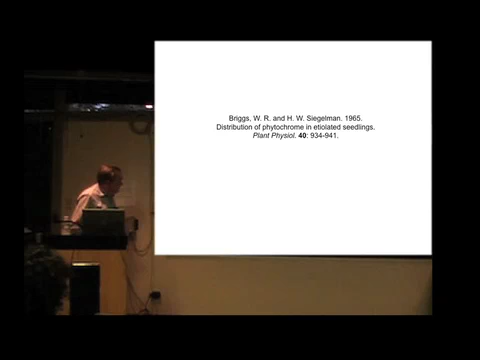 Briggs, W. R. and H. W. Siegelman. 1965.
Distribution of phytochrome in etiolated seedlings.
Plant Physiol. 40: 934-941.